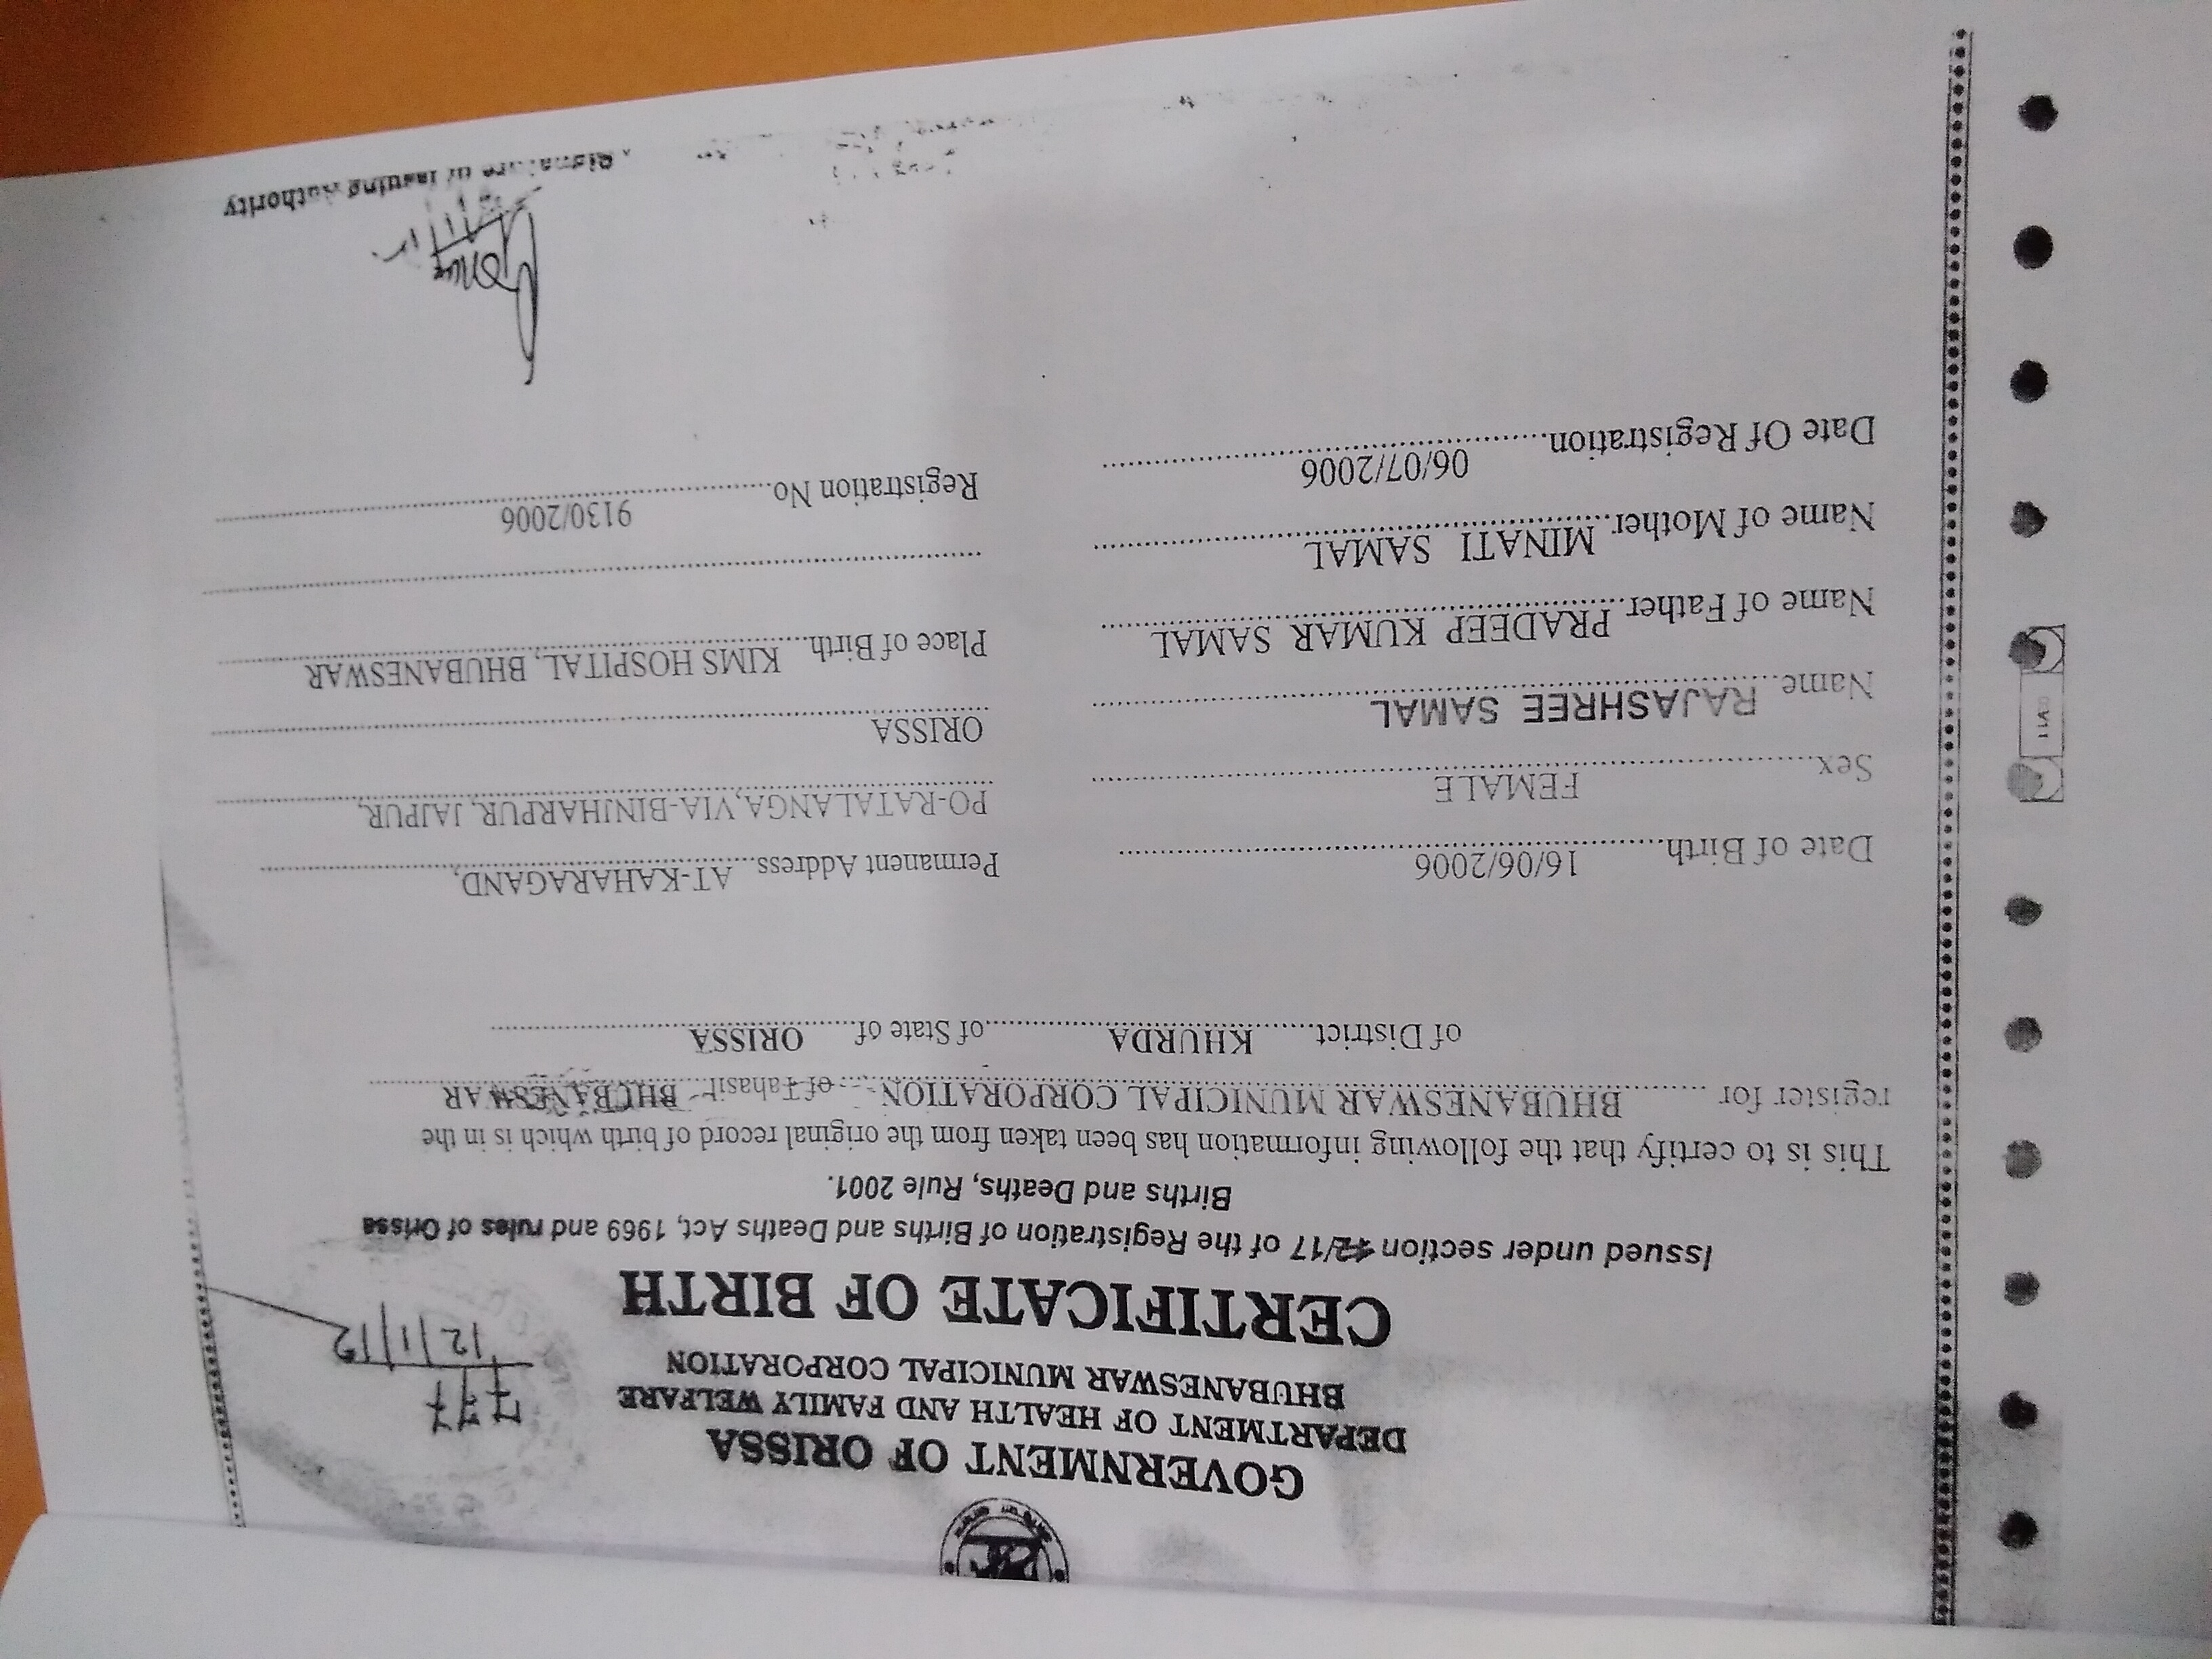 GOVERNMENT OF ORISSA
DEPARTMENT OF HEALTH AND FAMILY WELFARE
BHUBANESWAR MUNICIPAL CORPORATION
777
12/1/12
CERTIFICATE OF BIRTH
Issued under section 12/17 of the Registration of Births and Deaths Act, 1969 and rules of Orissa
Births and Deaths, Rule 2001.
This is to certify that the following information has been taken from the original record of birth which is in the
register for ...... BHUBANESWAR MUNICIPAL CORPORATION ... of Tahasil BHUBANESWAR
of District...... KHURDA ...... of State of ...... ORISSA
Date of Birth...... 16/06/2006
Sex...... FEMALE
Name...... RAJASHREE SAMAL
Name of Father...... PRADEEP KUMAR SAMAL
Name of Mother...... MINATI SAMAL
Date Of Registration...... 06/07/2006
Permanent Address... AT-KAHARAGAND,
PO-RATALANGA, VIA-BINJHARPUR, JAJPUR,
ORISSA
Place of Birth... KIMS HOSPITAL, BHUBANESWAR
Registration No...... 9130/2006
Signature of Issuing Authority